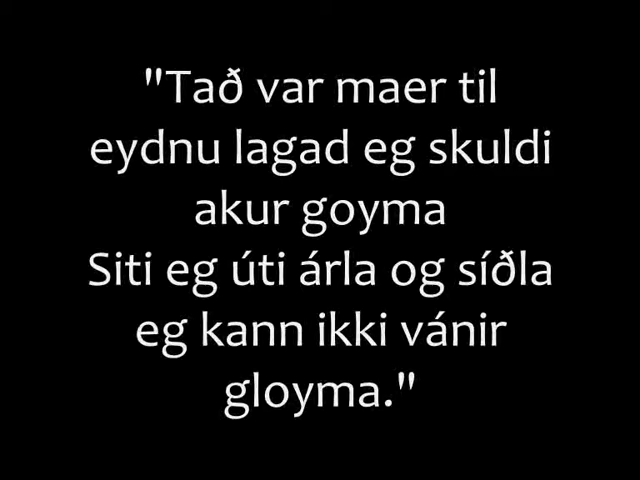 "Tað var maer til
eydnu lagad eg skuldi
akur goyma
Siti eg úti árla og síðla
eg kann ikki vánir
gloyma."